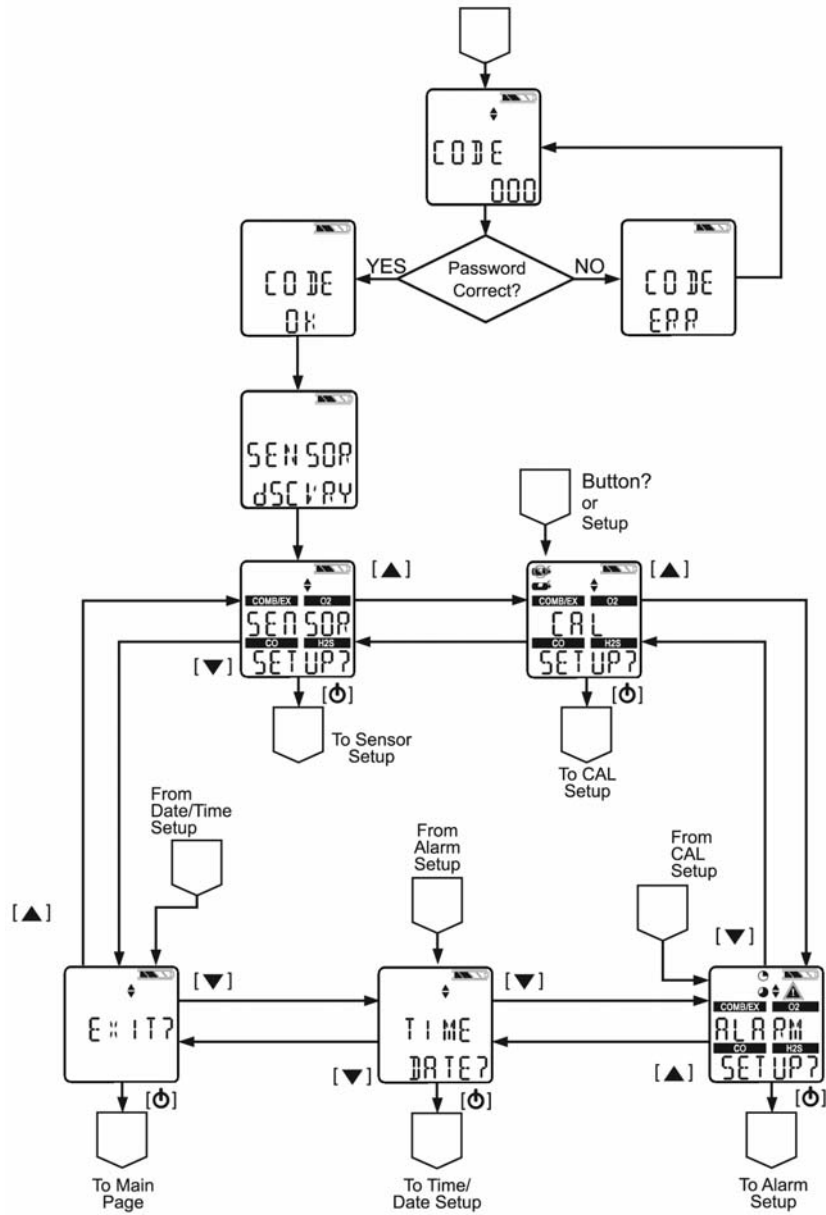 CODE
000
YES
Password
Correct?
NO
CODE
OK
CODE
ERR
SENSOR
dSCVRY
Button?
or
Setup
[▲]
[▲]
COMB/EX O2
SENSOR
CO H2S
SETUP?
COMB/EX O2
CAL
CO H2S
SETUP?
[▼]
[⏻]
[⏻]
To Sensor
Setup
To CAL
Setup
From
Date/Time
Setup
From
Alarm
Setup
From
CAL
Setup
[▲]
[▼]
[▼]
[▼]
EXIT?
TIME
DATE?
COMB/EX O2
ALARM
CO H2S
SETUP?
[▼]
[▲]
[⏻]
[⏻]
[⏻]
To Main
Page
To Time/
Date Setup
To Alarm
Setup